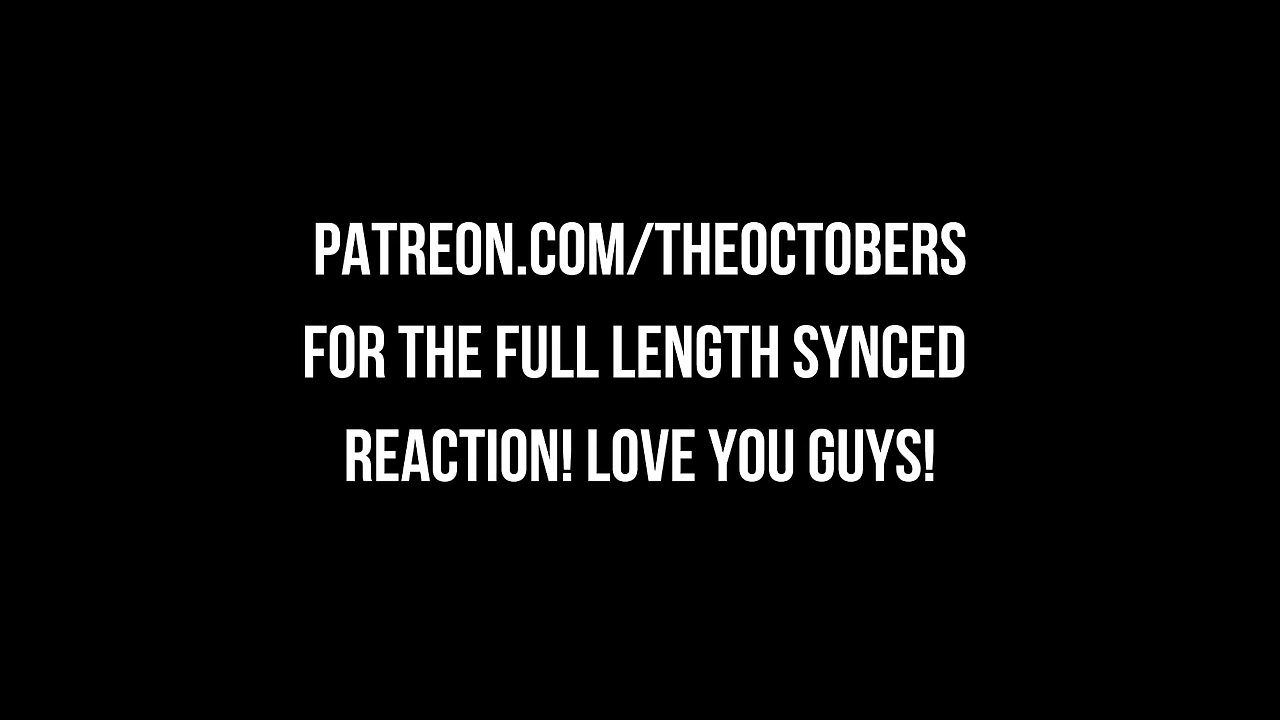 PATREON.COM/THEOCTOBERS
FOR THE FULL LENGTH SYNCED
REACTION! LOVE YOU GUYS!